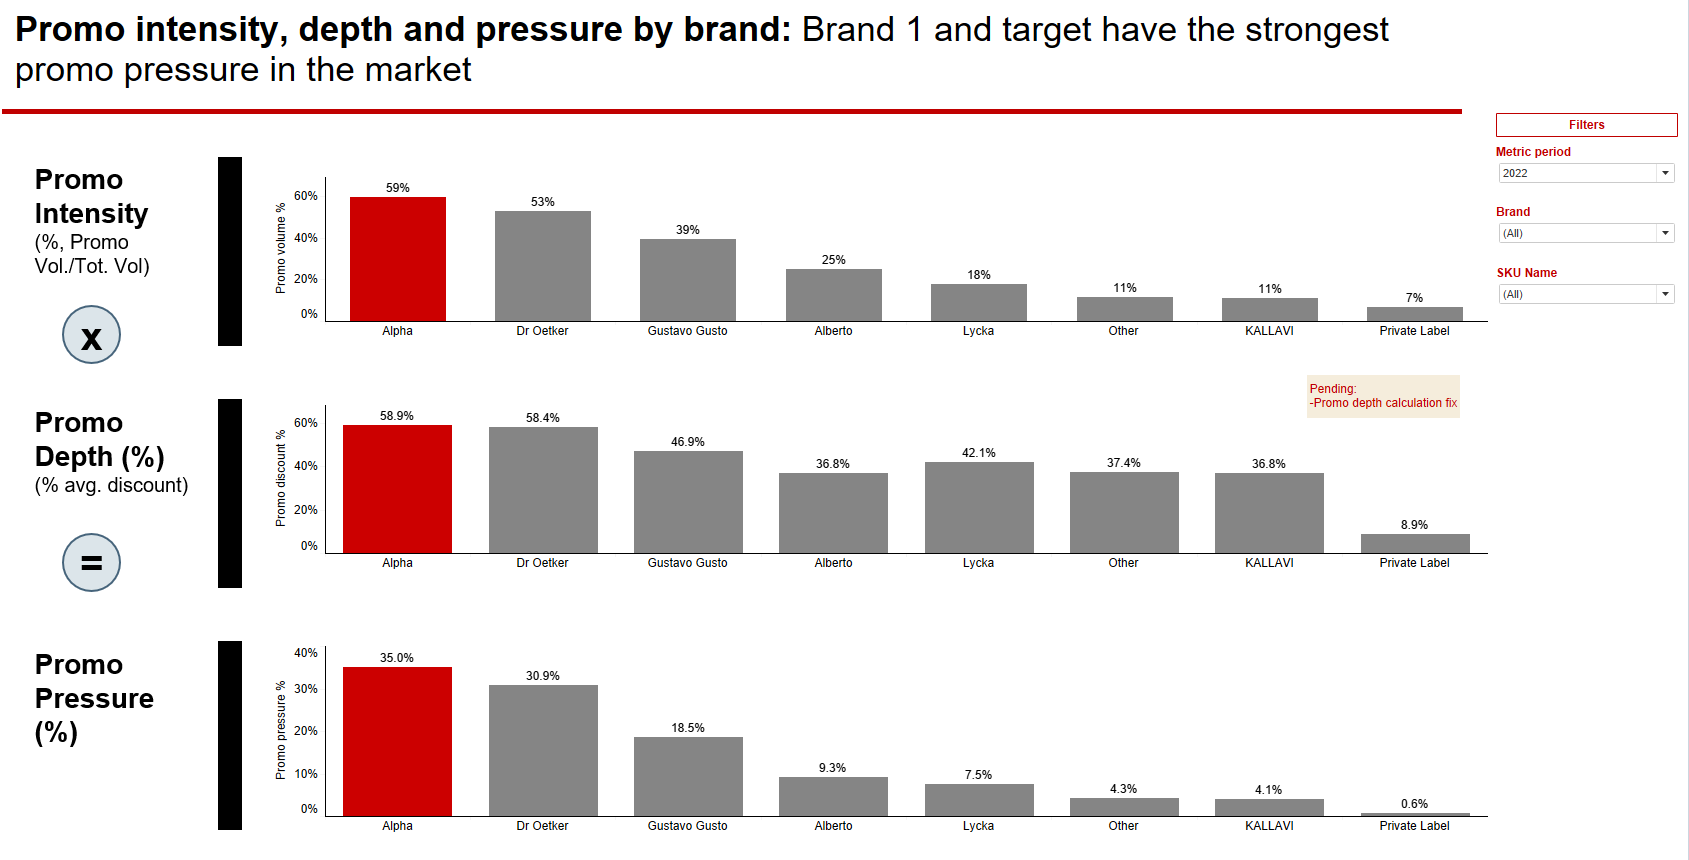 Promo intensity, depth and pressure by brand: Brand 1 and target have the strongest
promo pressure in the market
Filters
Metric period
2022
Brand
(All)
SKU Name
(All)
Promo
Intensity
(%, Promo
Vol./Tot. Vol)
x
Promo volume %
60%
40%
20%
0%
59%
53%
39%
25%
18%
11%
11%
7%
Alpha
Dr Oetker
Gustavo Gusto
Alberto
Lycka
Other
KALLAVI
Private Label
Pending:
-Promo depth calculation fix
Promo
Depth (%)
(% avg. discount)
=
Promo discount %
60%
40%
20%
0%
58.9%
58.4%
46.9%
36.8%
42.1%
37.4%
36.8%
8.9%
Alpha
Dr Oetker
Gustavo Gusto
Alberto
Lycka
Other
KALLAVI
Private Label
Promo
Pressure
(%)
Promo pressure %
40%
30%
20%
10%
0%
35.0%
30.9%
18.5%
9.3%
7.5%
4.3%
4.1%
0.6%
Alpha
Dr Oetker
Gustavo Gusto
Alberto
Lycka
Other
KALLAVI
Private Label